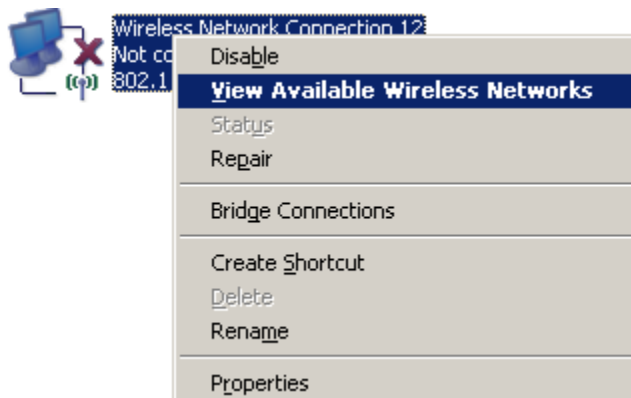 Wireless Network Connection 12
Not co
802.1
Disable
View Available Wireless Networks
Status
Repair
Bridge Connections
Create Shortcut
Delete
Rename
Properties